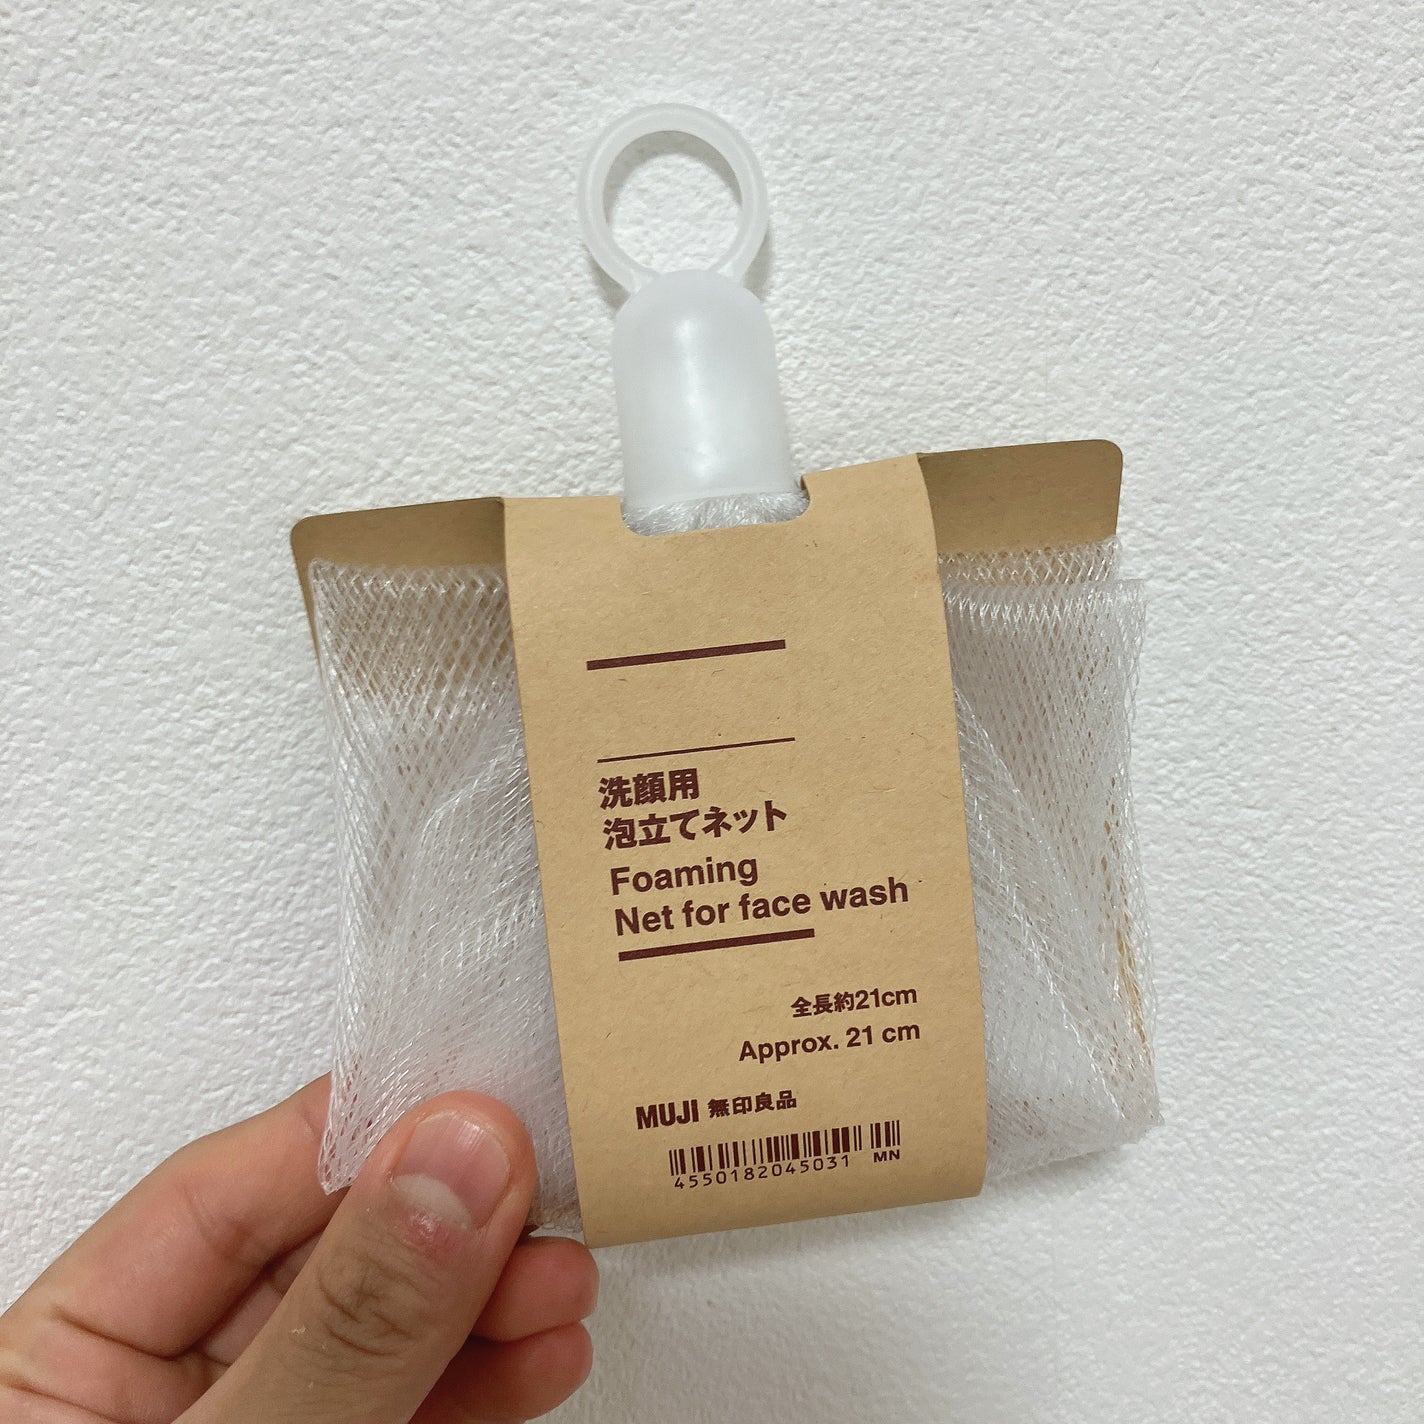 洗顔用
泡立てネット
Foaming
Net for face wash
全長約21cm
Approx. 21 cm
MUJI 無印良品
4550182045031 MN